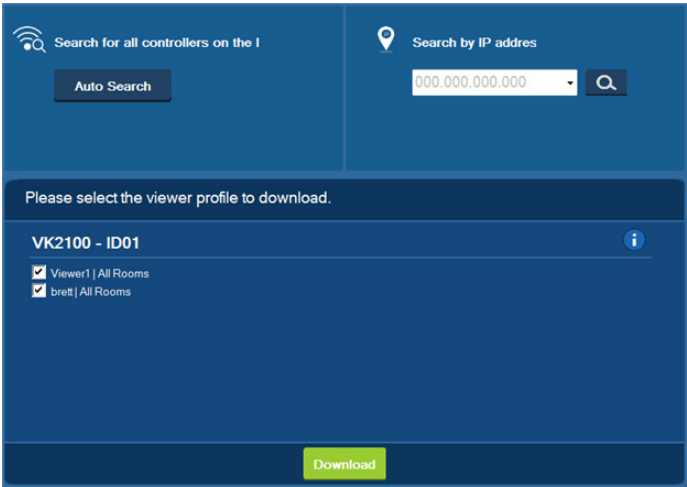 Search for all controllers on the l
Auto Search
Search by IP addres
000.000.000.000
Please select the viewer profile to download.
VK2100 - ID01
i
Viewer1 | All Rooms
brett | All Rooms
Download